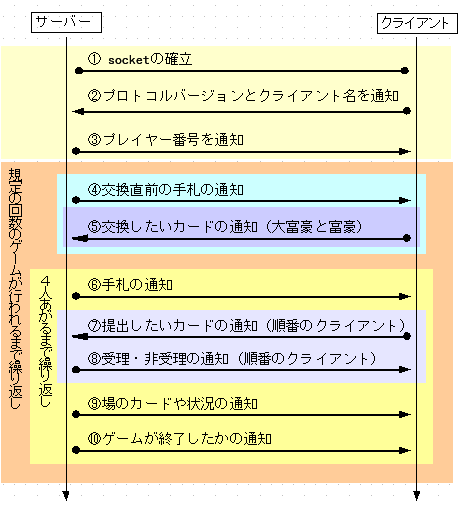 サーバー
クライアント
① socketの確立
②プロトコルバージョンとクライアント名を通知
③プレイヤー番号を通知
規定の回数のゲームが行われるまで繰り返し
④交換直前の手札の通知
⑤交換したいカードの通知（大富豪と富豪）
４人あがるまで繰り返し
⑥手札の通知
⑦提出したいカードの通知（順番のクライアント）
⑧受理・非受理の通知（順番のクライアント）
⑨場のカードや状況の通知
⑩ゲームが終了したかの通知